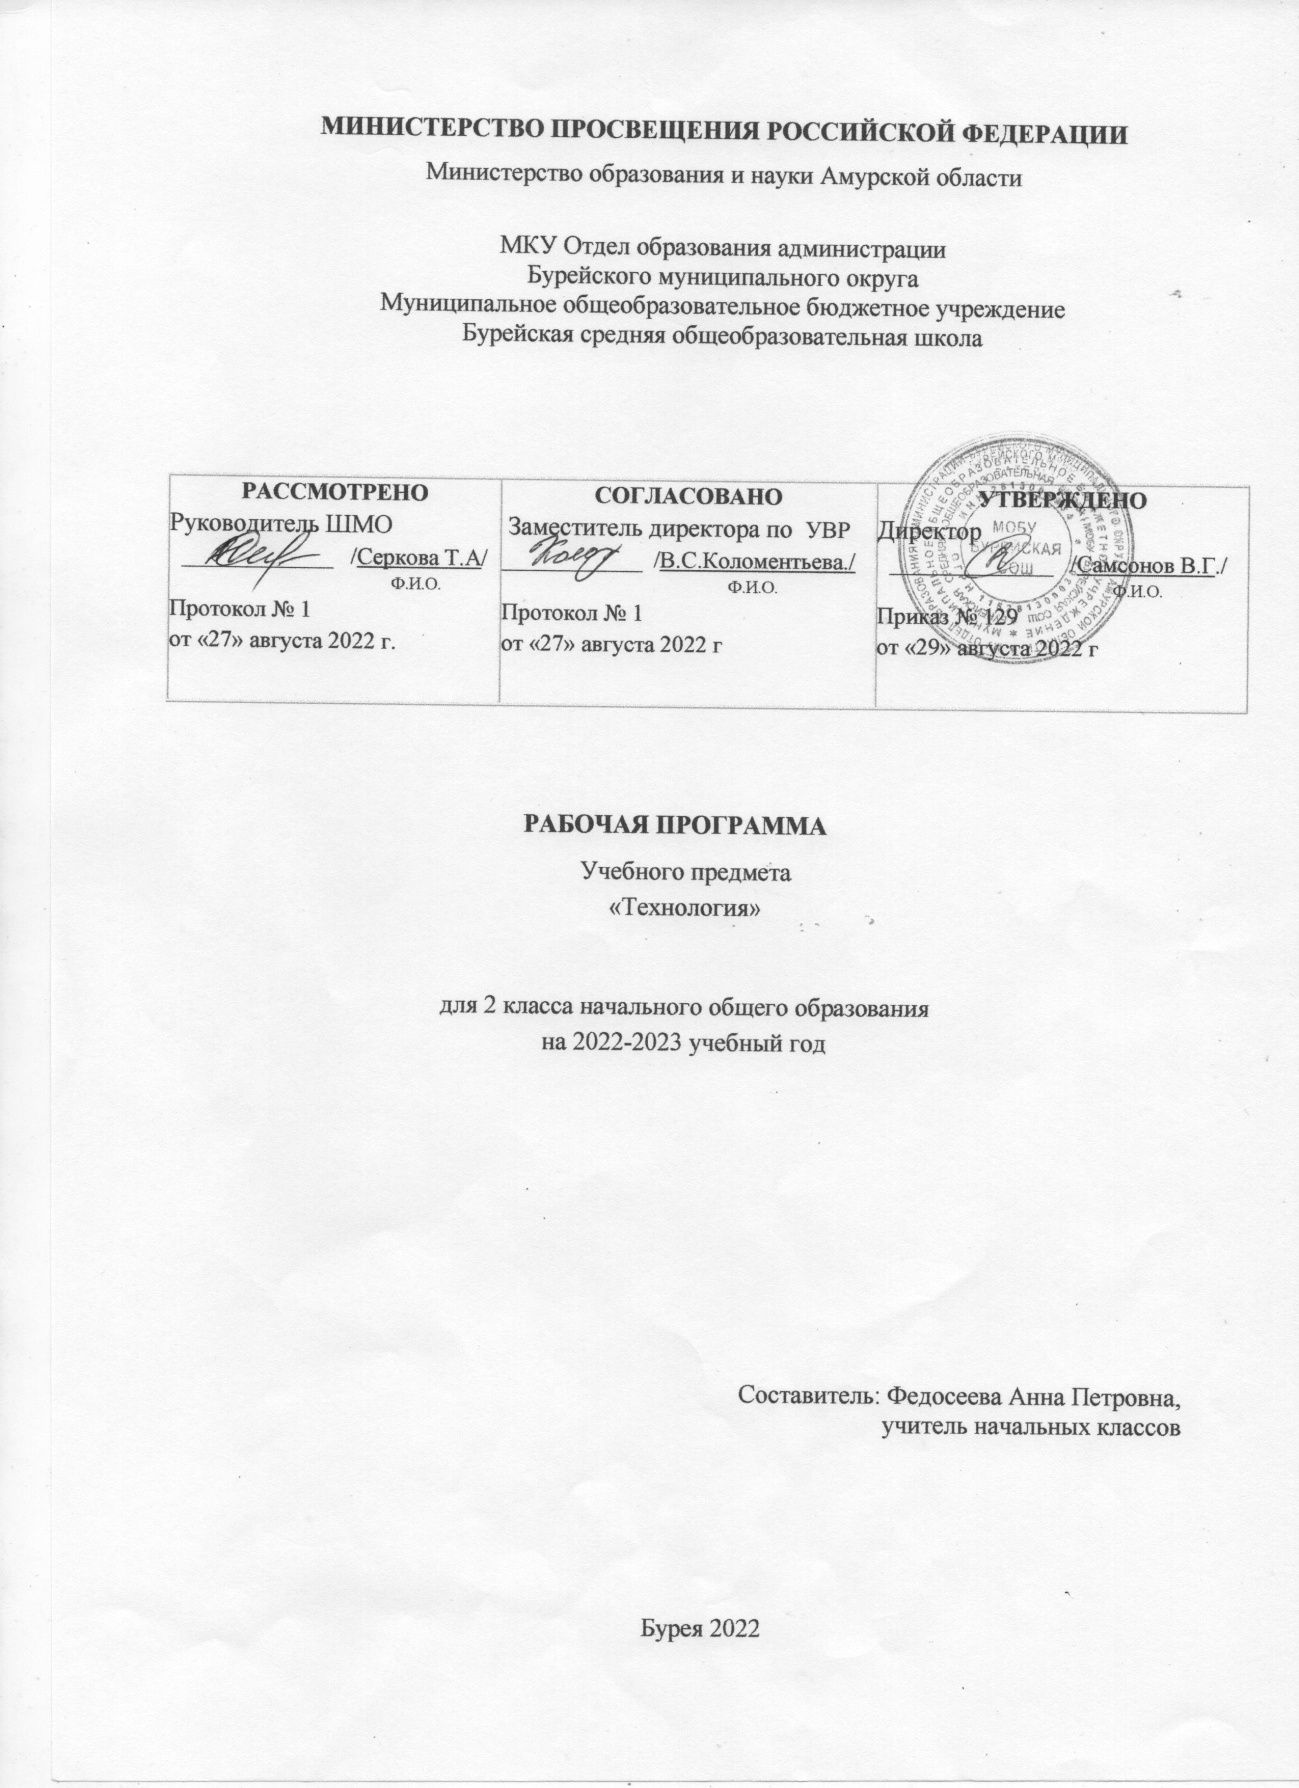 МИНИСТЕРСТВО ПРОСВЕЩЕНИЯ РОССИЙСКОЙ ФЕДЕРАЦИИ
Министерство образования и науки Амурской области
МКУ Отдел образования администрации
Бурейского муниципального округа
Муниципальное общеобразовательное бюджетное учреждение
Бурейская средняя общеобразовательная школа
РАССМОТРЕНО
Руководитель ШМО
/Серкова Т.А/
Ф.И.О.
Протокол № 1
от «27» августа 2022 г.
СОГЛАСОВАНО
Заместитель директора по УВР
/В.С.Коломентьева./
Ф.И.О.
Протокол № 1
от «27» августа 2022 г
УТВЕРЖДЕНО
Директор
/Самсонов В.Г./
Ф.И.О.
Приказ № 129
от «29» августа 2022 г
МОБУ
БУРЕЙСКАЯ
СОШ
РАБОЧАЯ ПРОГРАММА
Учебного предмета
«Технология»
для 2 класса начального общего образования
на 2022-2023 учебный год
Составитель: Федосеева Анна Петровна,
учитель начальных классов
Бурея 2022